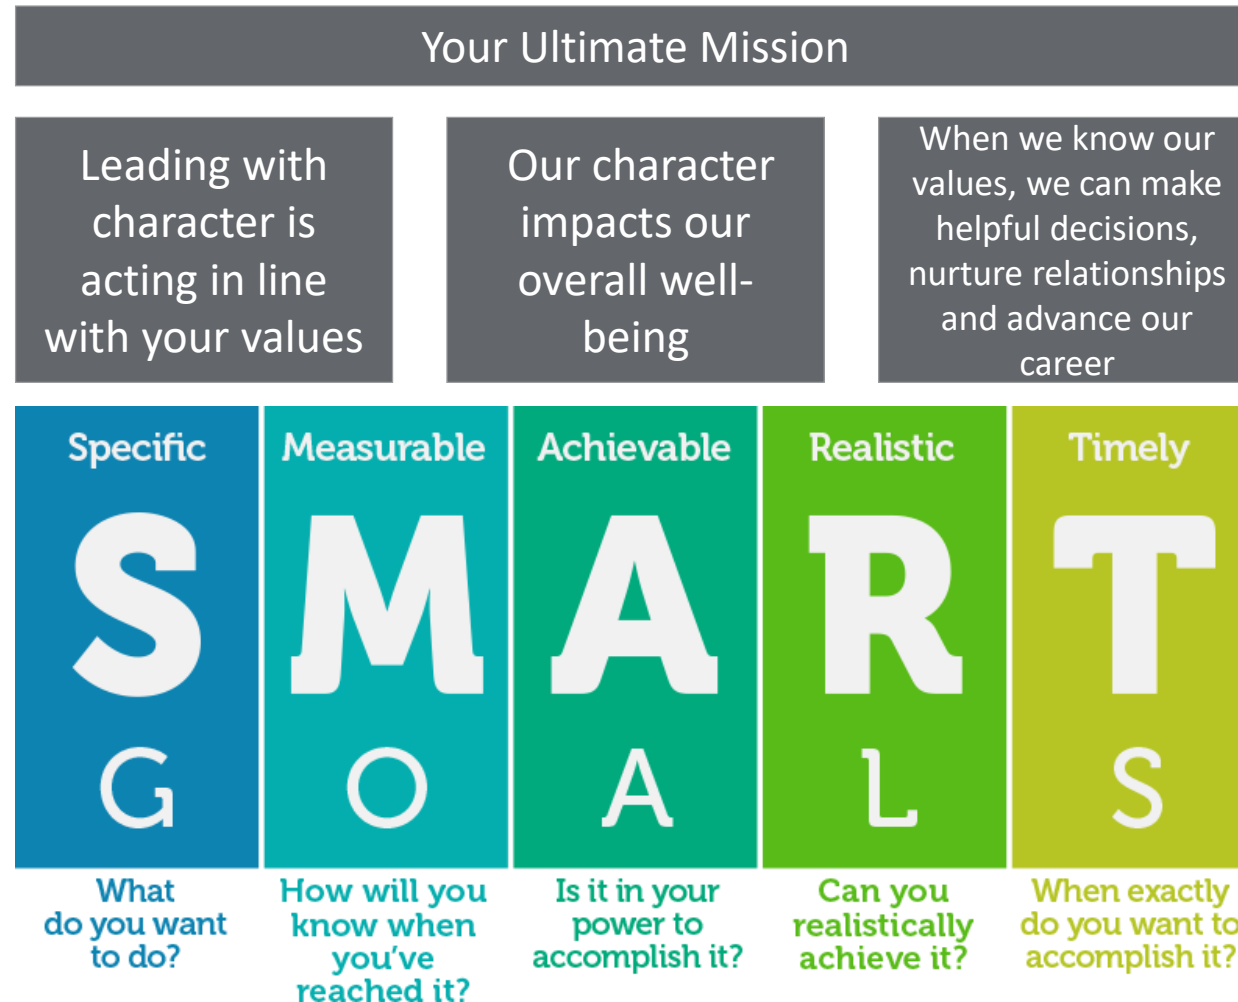 Your Ultimate Mission
Leading with
character is
acting in line
with your values
Our character
impacts our
overall well-
being
When we know our
values, we can make
helpful decisions,
nurture relationships
and advance our
career
Specific
Measurable
Achievable
Realistic
Timely
S
M
A
R
T
G
O
A
L
S
What
do you want
to do?
How will you
know when
you've
reached it?
Is it in your
power to
accomplish it?
Can you
realistically
achieve it?
When exactly
do you want to
accomplish it?